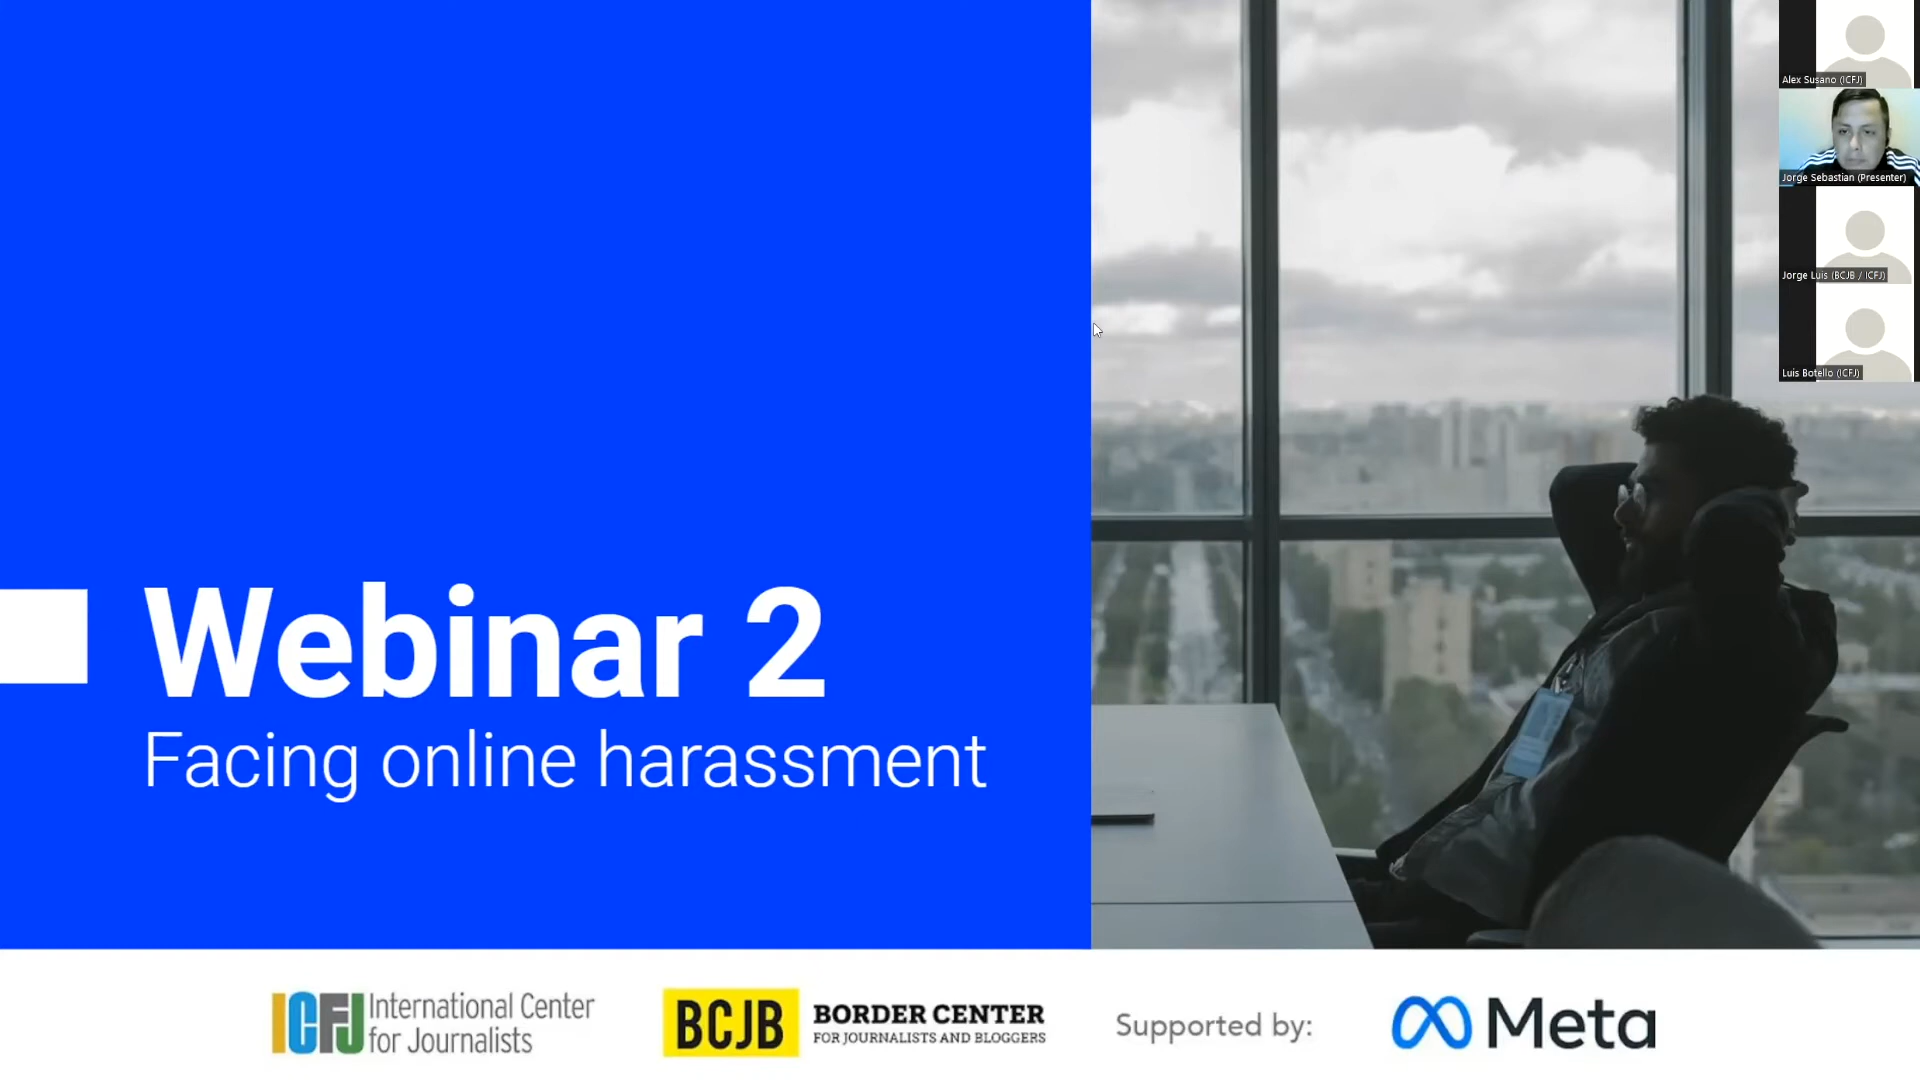 Alex Susano (ICFJ)
Jorge Sebastian (Presenter)
Jorge Luis (BCJB / ICFJ)
Luis Botello (ICFJ)
Webinar 2
Facing online harassment
ICFJ International Center
for Journalists
BCJB BORDER CENTER
FOR JOURNALISTS AND BLOGGERS
Supported by:
Meta